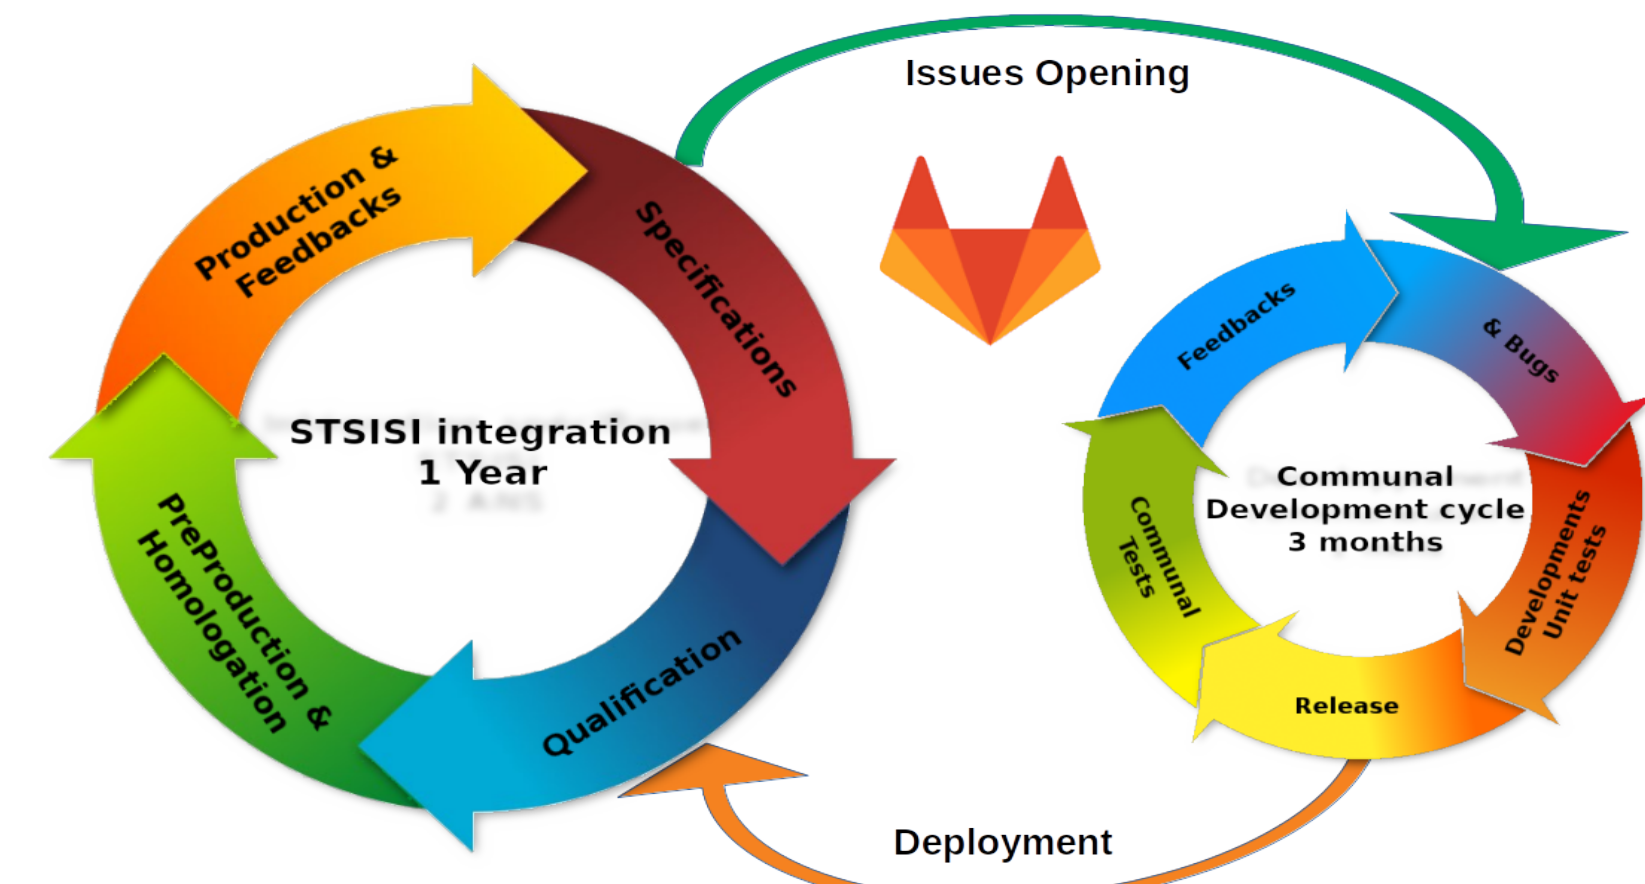 Issues Opening
Production &
Feedbacks
Specifications
STSISI integration
1 Year
PreProduction &
Homologation
Qualification
Feedbacks
& Bugs
Communal
Development cycle
3 months
Communal
Tests
Developments
Unit tests
Release
Deployment